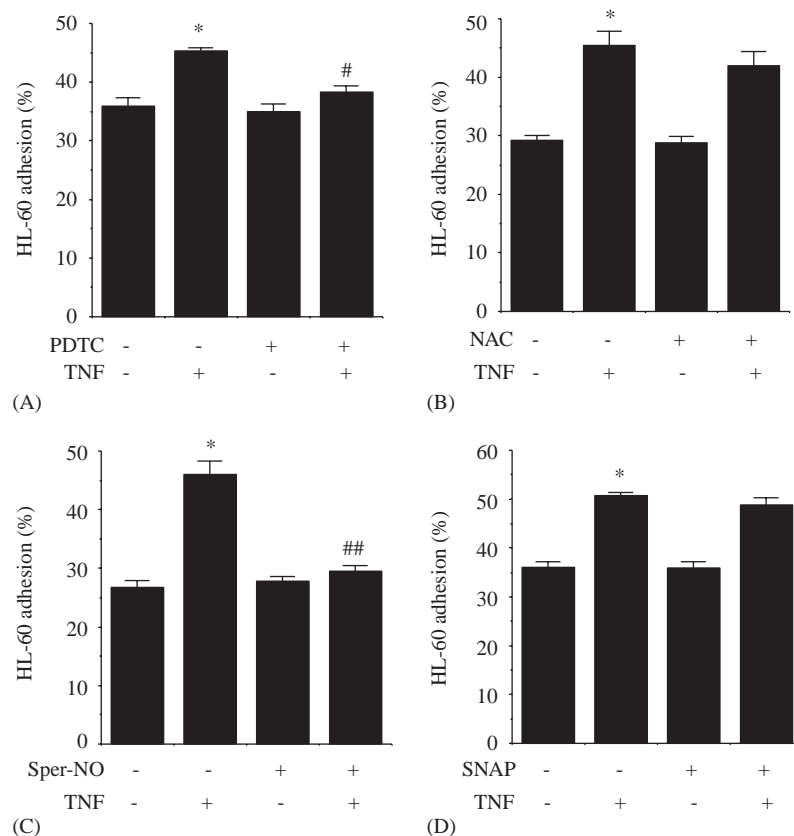 50
40
30
20
10
0
HL-60 adhesion (%)
*
#
PDTC - - + +
TNF - + - +
(A)
50
40
30
20
10
0
HL-60 adhesion (%)
*
NAC - - + +
TNF - + - +
(B)
50
40
30
20
10
0
HL-60 adhesion (%)
*
##
Sper-NO - - + +
TNF - + - +
(C)
60
50
40
30
20
10
0
HL-60 adhesion (%)
*
SNAP - - + +
TNF - + - +
(D)